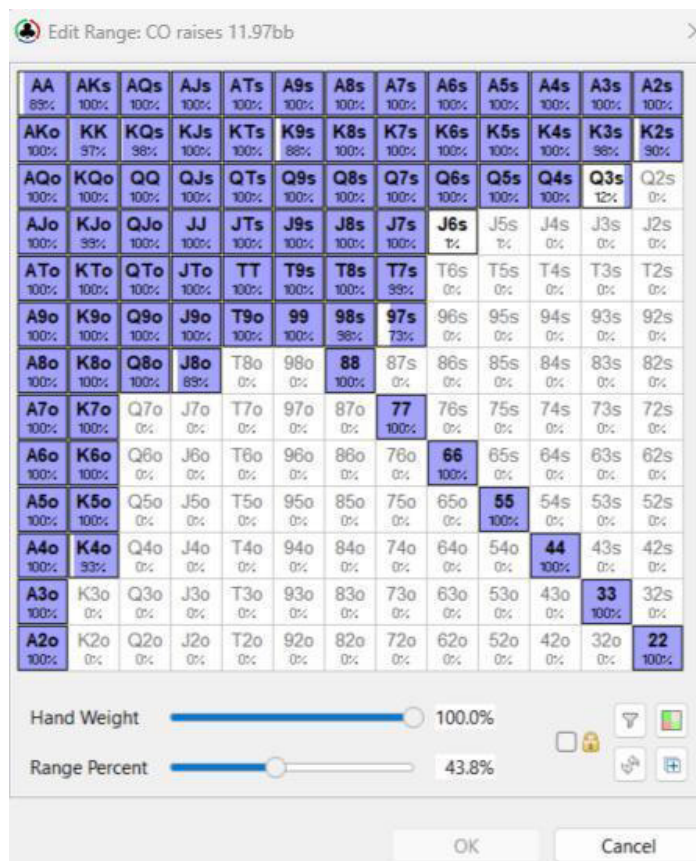 Edit Range: CO raises 11.97bb
AA AKs AQs AJs ATs A9s A8s A7s A6s A5s A4s A3s A2s
89% 100% 100% 100% 100% 100% 100% 100% 100% 100% 100% 100% 100%
AKo KK KQs KJs KTs K9s K8s K7s K6s K5s K4s K3s K2s
100% 97% 98% 100% 100% 88% 100% 100% 100% 100% 100% 98% 90%
AQo KQo QQ QJs QTs Q9s Q8s Q7s Q6s Q5s Q4s Q3s Q2s
100% 100% 100% 100% 100% 100% 100% 100% 100% 100% 100% 12% 0%
AJo KJo QJo JJ JTs J9s J8s J7s J6s J5s J4s J3s J2s
100% 99% 100% 100% 100% 100% 100% 100% 1% 1% 0% 0% 0%
ATo KTo QTo JTo TT T9s T8s T7s T6s T5s T4s T3s T2s
100% 100% 100% 100% 100% 100% 100% 99% 0% 0% 0% 0% 0%
A9o K9o Q9o J9o T9o 99 98s 97s 96s 95s 94s 93s 92s
100% 100% 100% 100% 100% 100% 98% 73% 0% 0% 0% 0% 0%
A8o K8o Q8o J8o T8o 98o 88 87s 86s 85s 84s 83s 82s
100% 100% 100% 89% 0% 0% 100% 0% 0% 0% 0% 0% 0%
A7o K7o Q7o J7o T7o 97o 87o 77 76s 75s 74s 73s 72s
100% 100% 0% 0% 0% 0% 0% 100% 0% 0% 0% 0% 0%
A6o K6o Q6o J6o T6o 96o 86o 76o 66 65s 64s 63s 62s
100% 100% 0% 0% 0% 0% 0% 0% 100% 0% 0% 0% 0%
A5o K5o Q5o J5o T5o 95o 85o 75o 65o 55 54s 53s 52s
100% 100% 0% 0% 0% 0% 0% 0% 0% 100% 0% 0% 0%
A4o K4o Q4o J4o T4o 94o 84o 74o 64o 54o 44 43s 42s
100% 93% 0% 0% 0% 0% 0% 0% 0% 0% 100% 0% 0%
A3o K3o Q3o J3o T3o 93o 83o 73o 63o 53o 43o 33 32s
100% 0% 0% 0% 0% 0% 0% 0% 0% 0% 0% 100% 0%
A2o K2o Q2o J2o T2o 92o 82o 72o 62o 52o 42o 32o 22
100% 0% 0% 0% 0% 0% 0% 0% 0% 0% 0% 0% 100%
Hand Weight 100.0%
Range Percent 43.8%
OK Cancel